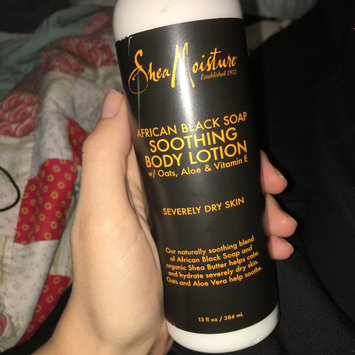 SheaMoisture
Established 1912
AFRICAN BLACK SOAP
SOOTHING
BODY LOTION
w/ Oats, Aloe & Vitamin E
SEVERELY DRY SKIN
Our naturally soothing blend
of African Black Soap and
organic Shea Butter helps calm
and hydrate severely dry skin.
Oats and Aloe Vera help soothe.
13 fl oz / 384 mL